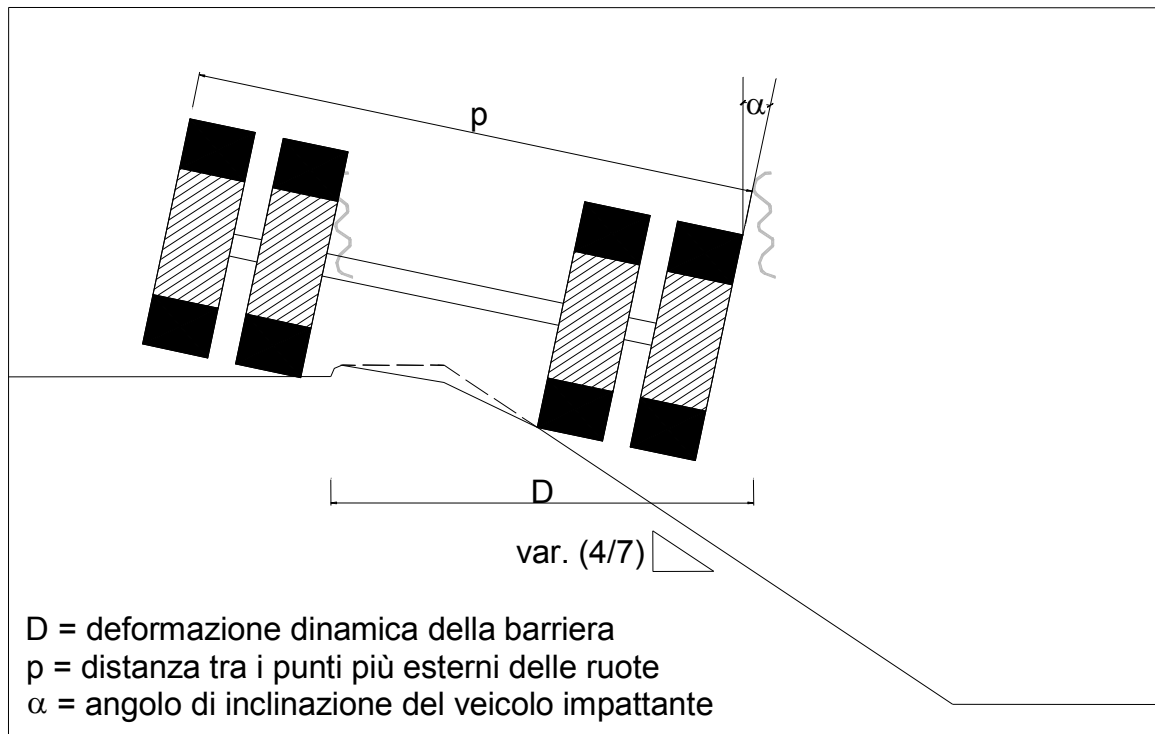 α
p
D
var. (4/7)
D = deformazione dinamica della barriera
p = distanza tra i punti più esterni delle ruote
α = angolo di inclinazione del veicolo impattante